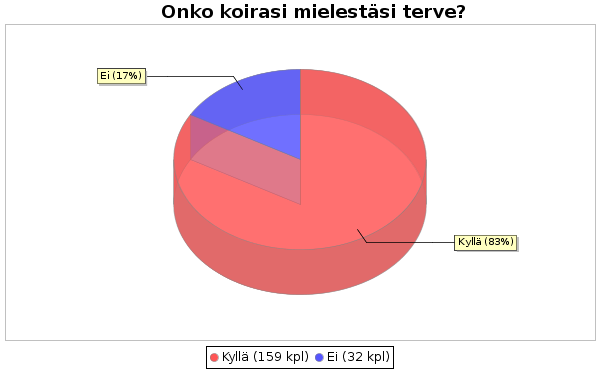 Onko koirasi mielestäsi terve?
Ei (17%)
Kyllä (83%)
Kyllä (159 kpl) Ei (32 kpl)